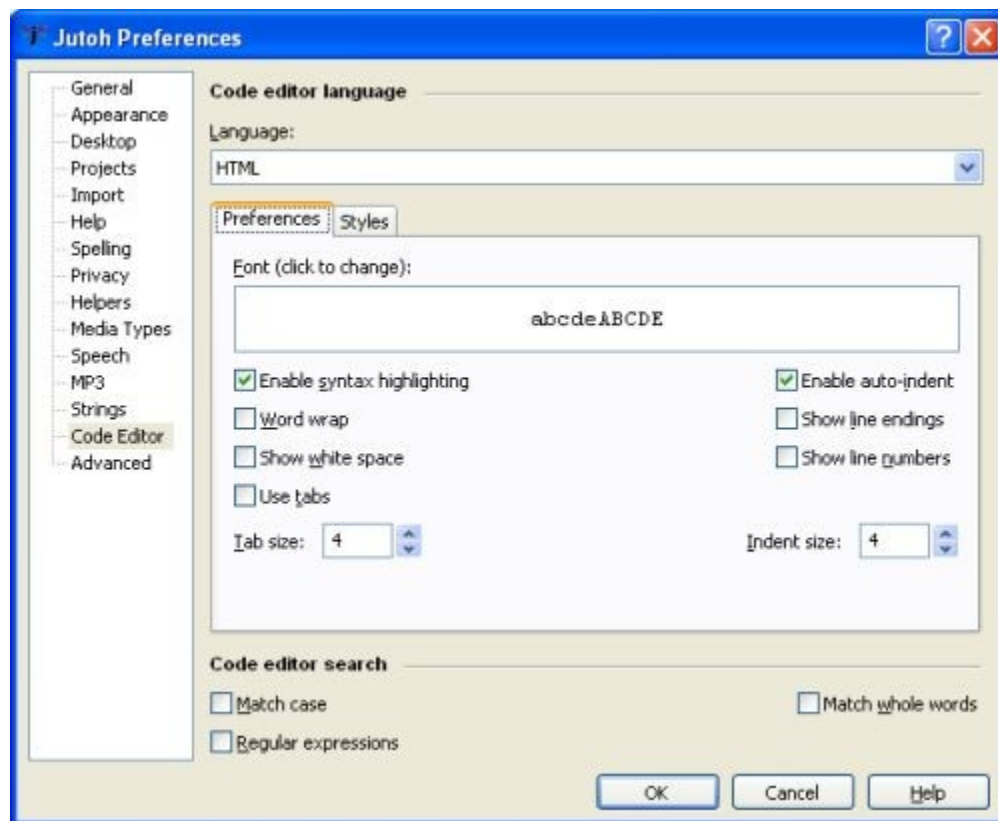 Jutoh Preferences
General
Appearance
Desktop
Projects
Import
Help
Spelling
Privacy
Helpers
Media Types
Speech
MP3
Strings
Code Editor
Advanced
Code editor language
Language:
HTML
Preferences Styles
Font (click to change):
abcdeABCDE
Enable syntax highlighting Enable auto-indent
Word wrap Show line endings
Show white space Show line numbers
Use tabs
Tab size: 4 Indent size: 4
Code editor search
Match case Match whole words
Regular expressions
OK Cancel Help